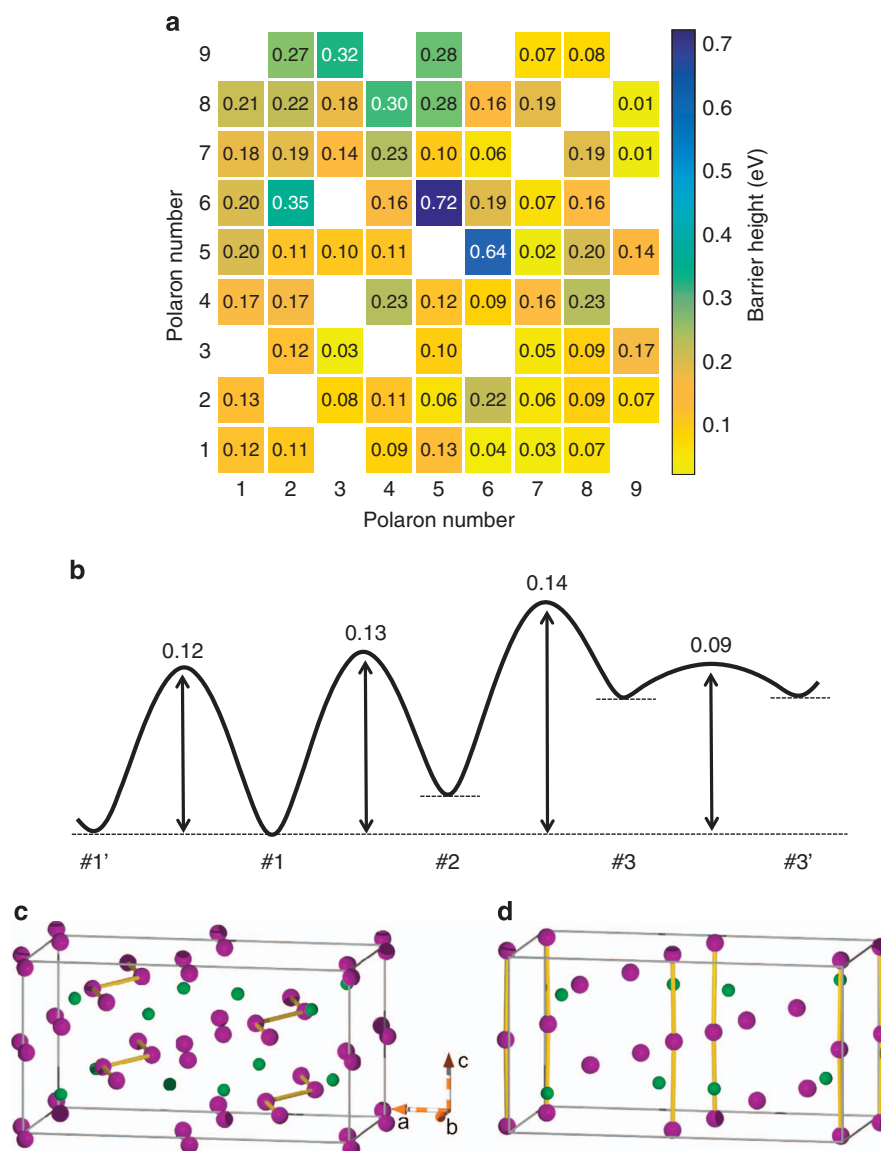 a
9 0.27 0.32 0.28 0.07 0.08
8 0.21 0.22 0.18 0.30 0.28 0.16 0.19 0.01
7 0.18 0.19 0.14 0.23 0.10 0.06 0.19 0.01
6 0.20 0.35 0.16 0.72 0.19 0.07 0.16
5 0.20 0.11 0.10 0.11 0.64 0.02 0.20 0.14
4 0.17 0.17 0.23 0.12 0.09 0.16 0.23
3 0.12 0.03 0.10 0.05 0.09 0.17
2 0.13 0.08 0.11 0.06 0.22 0.06 0.09 0.07
1 0.12 0.11 0.09 0.13 0.04 0.03 0.07
1 2 3 4 5 6 7 8 9
Polaron number
Polaron number
0.7
0.6
0.5
0.4
0.3
0.2
0.1
Barrier height (eV)
b
0.12 0.13 0.14 0.09
#1' #1 #2 #3 #3'
c
c
a
b
d